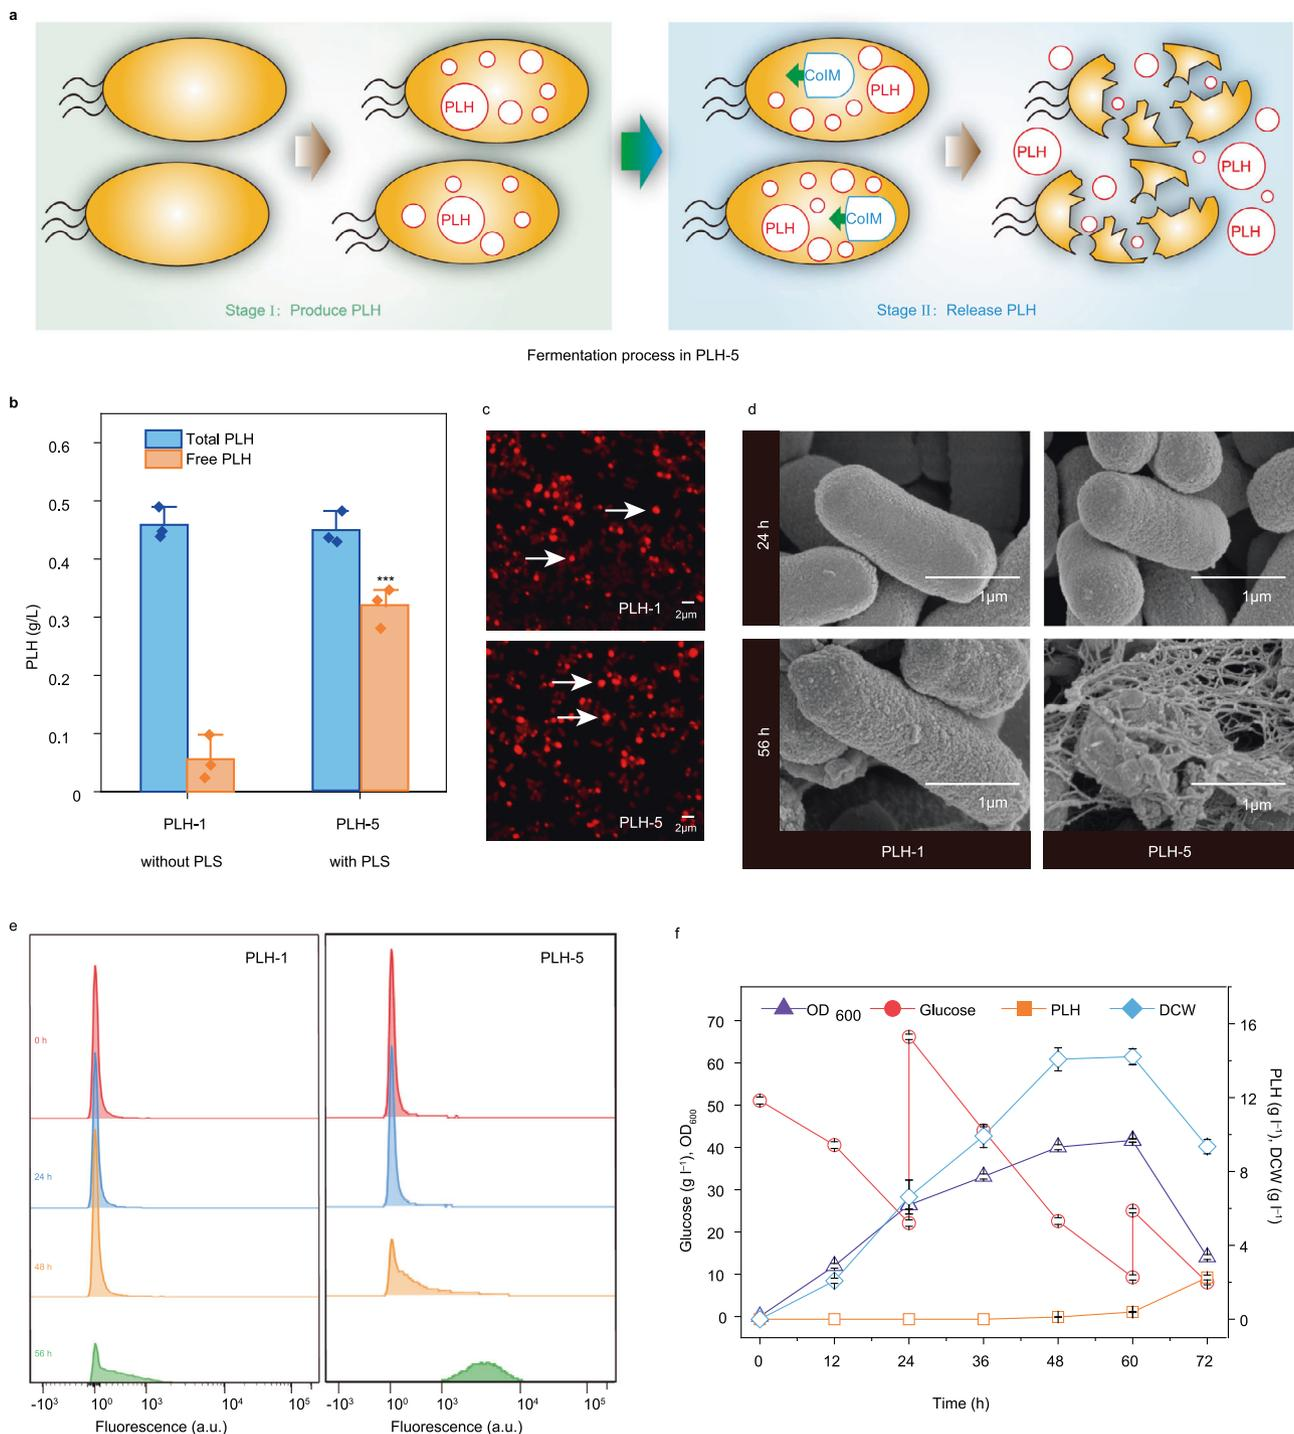 a
PLH
PLH
ColM
PLH
PLH
ColM
PLH
PLH
PLH
PLH
Stage I: Produce PLH
Stage II: Release PLH
Fermentation process in PLH-5
b
PLH (g/L)
0.6
0.5
0.4
0.3
0.2
0.1
0
Total PLH
Free PLH
***
PLH-1
PLH-5
without PLS
with PLS
c
PLH-1
2μm
PLH-5
2μm
d
24 h
1μm
1μm
56 h
1μm
1μm
PLH-1
PLH-5
e
PLH-1
PLH-5
0 h
24 h
48 h
56 h
-10³ 10⁰ 10³ 10⁴ 10⁵
-10³ 10⁰ 10³ 10⁴ 10⁵
Fluorescence (a.u.)
Fluorescence (a.u.)
f
OD 600
Glucose
PLH
DCW
Glucose (g l⁻¹), OD₆₀₀
70
60
50
40
30
20
10
0
16
12
8
4
0
PLH (g l⁻¹), DCW (g l⁻¹)
0 12 24 36 48 60 72
Time (h)